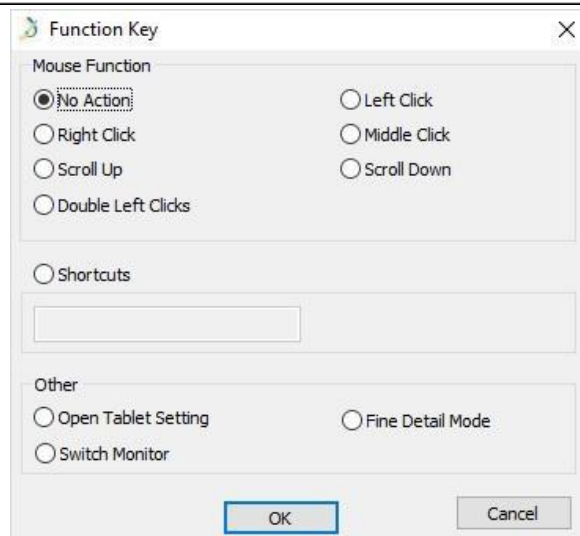 Function Key
Mouse Function
No Action Left Click
Right Click Middle Click
Scroll Up Scroll Down
Double Left Clicks
Shortcuts
Other
Open Tablet Setting Fine Detail Mode
Switch Monitor
OK Cancel